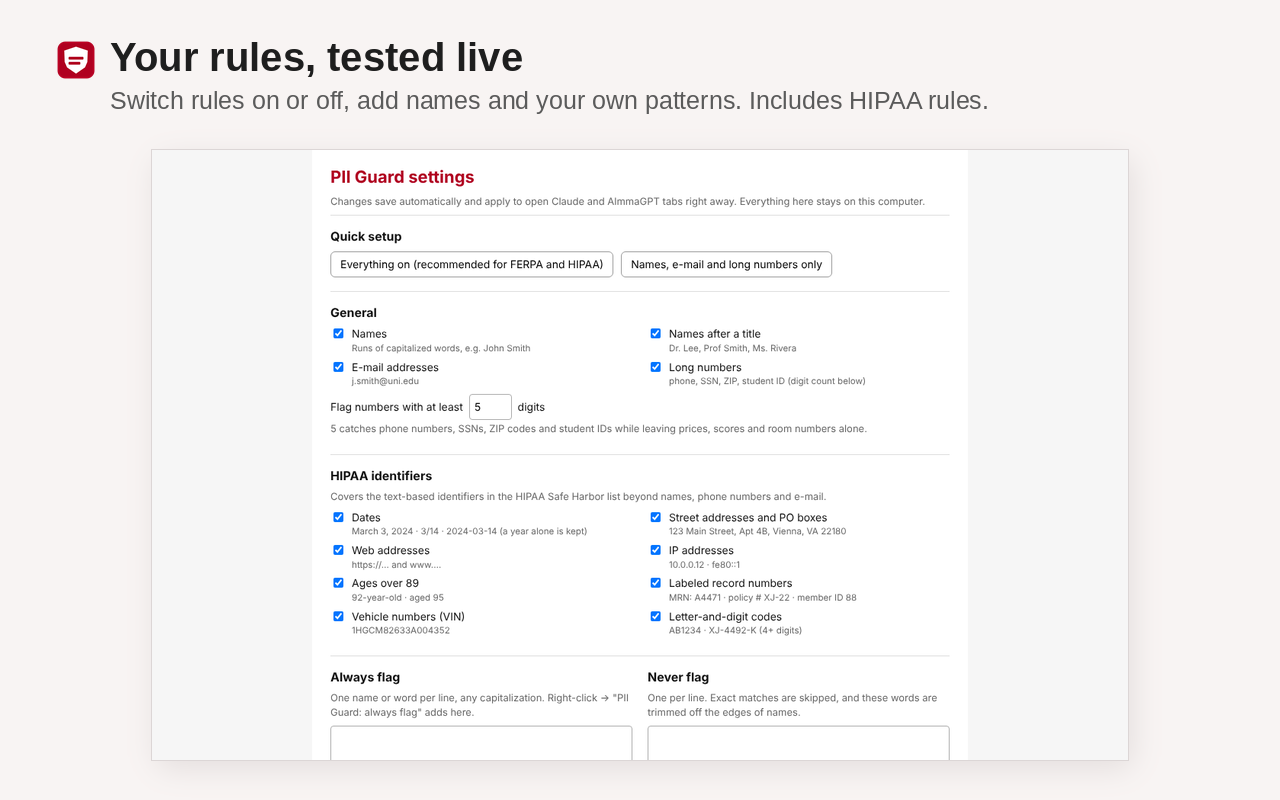 Your rules, tested live
Switch rules on or off, add names and your own patterns. Includes HIPAA rules.
PII Guard settings
Changes save automatically and apply to open Claude and AImmaGPT tabs right away. Everything here stays on this computer.
Quick setup
Everything on (recommended for FERPA and HIPAA)
Names, e-mail and long numbers only
General
Names
Runs of capitalized words, e.g. John Smith
Names after a title
Dr. Lee, Prof Smith, Ms. Rivera
E-mail addresses
j.smith@uni.edu
Long numbers
phone, SSN, ZIP, student ID (digit count below)
Flag numbers with at least 5 digits
5 catches phone numbers, SSNs, ZIP codes and student IDs while leaving prices, scores and room numbers alone.
HIPAA identifiers
Covers the text-based identifiers in the HIPAA Safe Harbor list beyond names, phone numbers and e-mail.
Dates
March 3, 2024 · 3/14 · 2024-03-14 (a year alone is kept)
Street addresses and PO boxes
123 Main Street, Apt 4B, Vienna, VA 22180
Web addresses
https://... and www....
IP addresses
10.0.0.12 · fe80::1
Ages over 89
92-year-old · aged 95
Labeled record numbers
MRN: A4471 · policy # XJ-22 · member ID 88
Vehicle numbers (VIN)
1HGCM82633A004352
Letter-and-digit codes
AB1234 · XJ-4492-K (4+ digits)
Always flag
One name or word per line, any capitalization. Right-click → "PII
Guard: always flag" adds here.
Never flag
One per line. Exact matches are skipped, and these words are
trimmed off the edges of names.